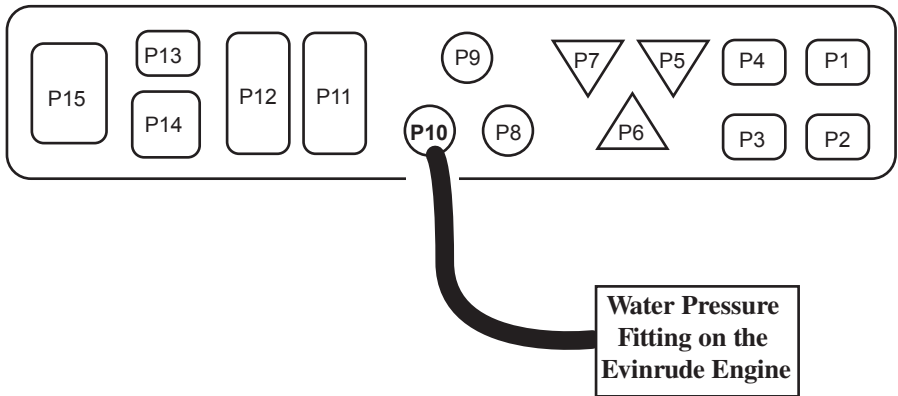 P15
P13
P14
P12
P11
P9
P10
P8
P7
P5
P6
P4
P1
P3
P2
Water Pressure
Fitting on the
Evinrude Engine